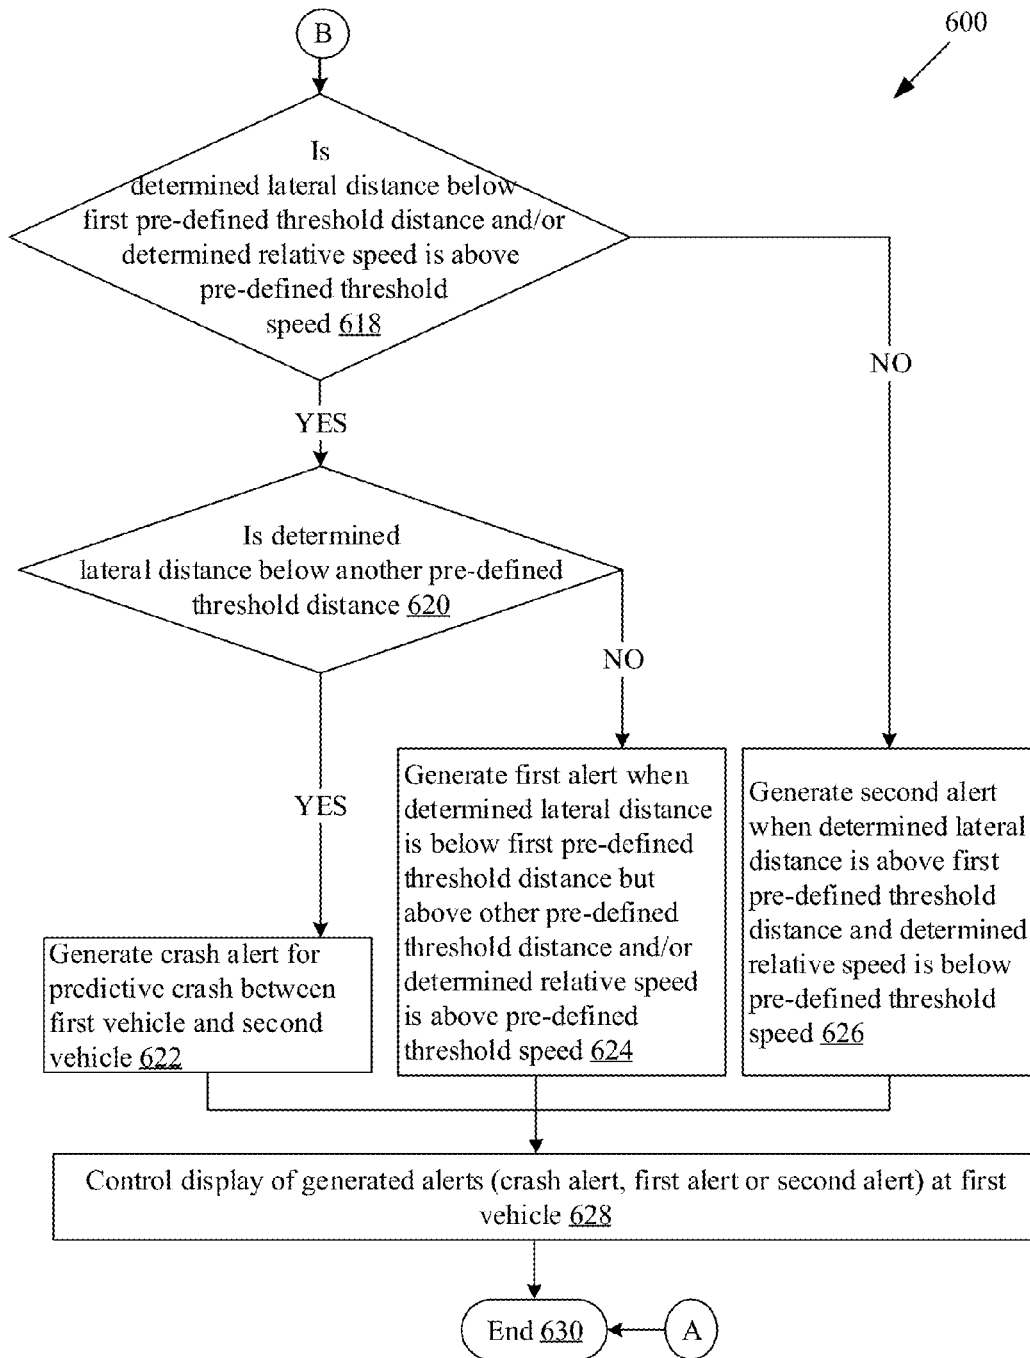 B
600
Is
determined lateral distance below
first pre-defined threshold distance and/or
determined relative speed is above
pre-defined threshold
speed 618
NO
YES
Is determined
lateral distance below another pre-defined
threshold distance 620
NO
YES
Generate crash alert for
predictive crash between
first vehicle and second
vehicle 622
Generate first alert when
determined lateral distance
is below first pre-defined
threshold distance but
above other pre-defined
threshold distance and/or
determined relative speed
is above pre-defined
threshold speed 624
Generate second alert
when determined lateral
distance is above first
pre-defined threshold
distance and determined
relative speed is below
pre-defined threshold
speed 626
Control display of generated alerts (crash alert, first alert or second alert) at first
vehicle 628
End 630
A